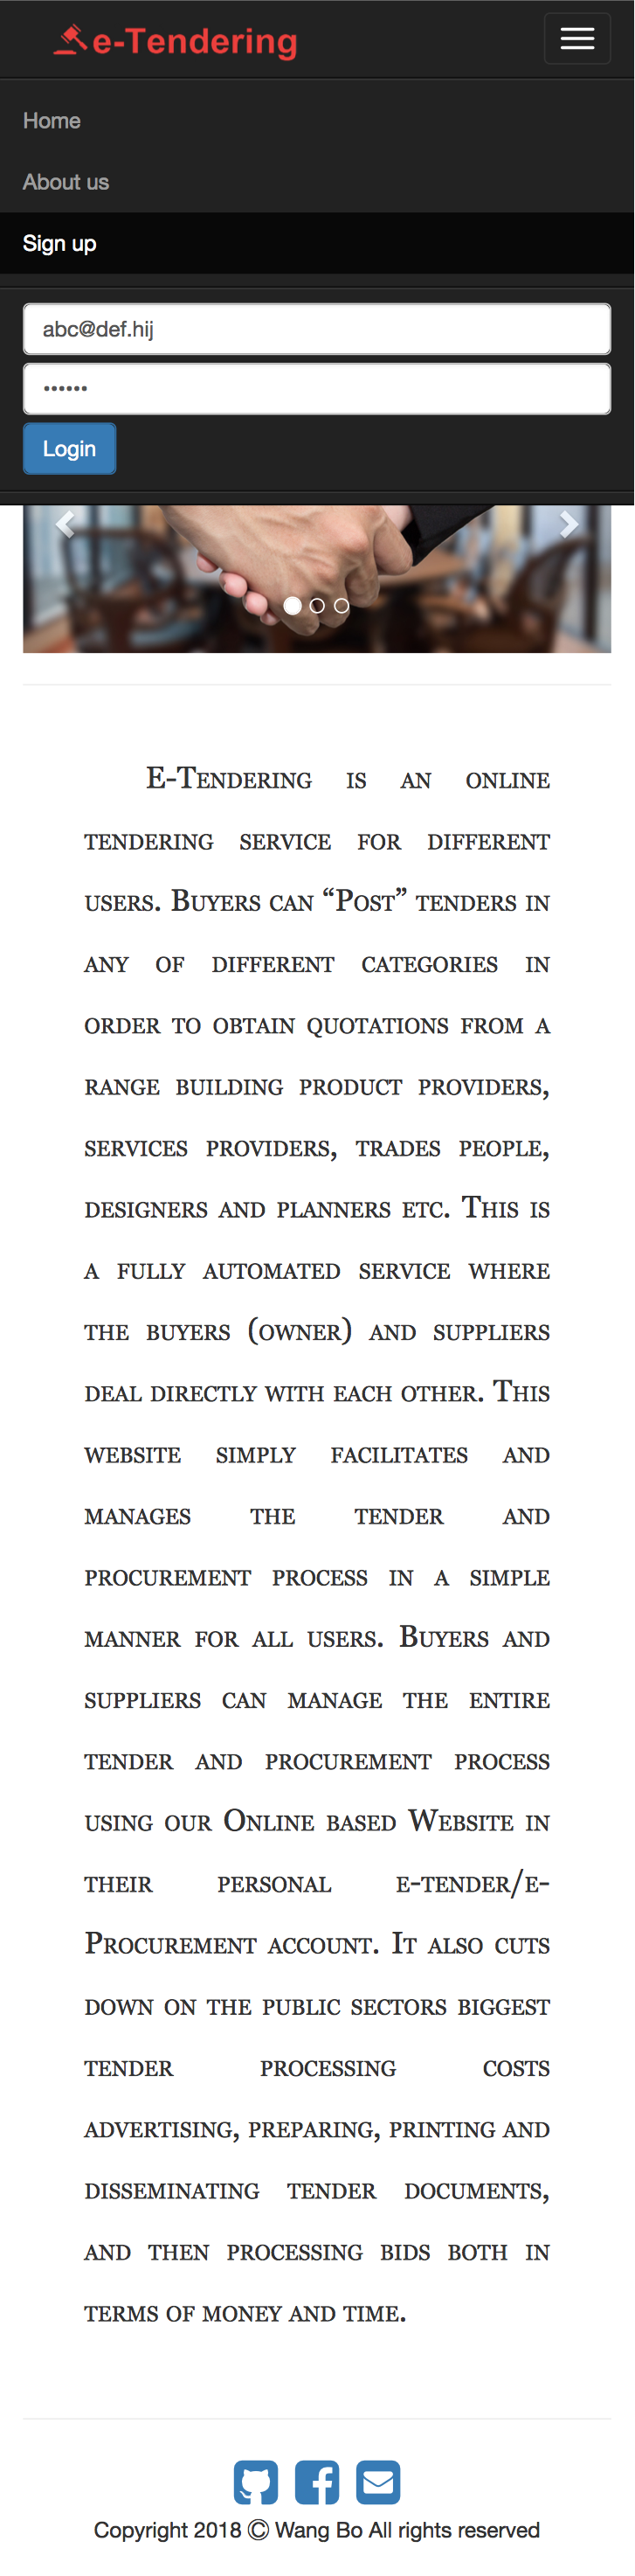 e-Tendering
Home
About us
Sign up
abc@def.hij
••••••
Login
E-Tendering is an online
tendering service for different
users. Buyers can “Post” tenders in
any of different categories in
order to obtain quotations from a
range building product providers,
services providers, trades people,
designers and planners etc. This is
a fully automated service where
the buyers (owner) and suppliers
deal directly with each other. This
website simply facilitates and
manages the tender and
procurement process in a simple
manner for all users. Buyers and
suppliers can manage the entire
tender and procurement process
using our Online based Website in
their personal e-tender/e-
Procurement account. It also cuts
down on the public sectors biggest
tender processing costs
advertising, preparing, printing and
disseminating tender documents,
and then processing bids both in
terms of money and time.
Copyright 2018 © Wang Bo All rights reserved